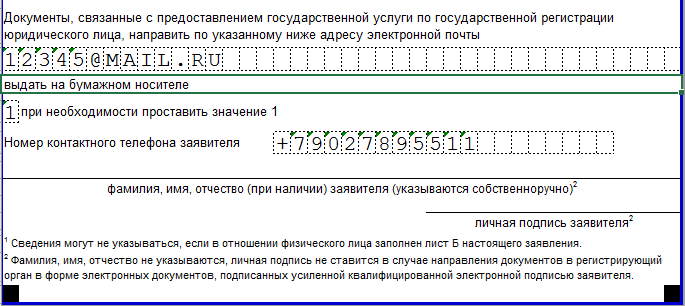 Документы, связанные с предоставлением государственной услуги по государственной регистрации
юридического лица, направить по указанному ниже адресу электронной почты
12345@MAIL.RU
выдать на бумажном носителе
1 при необходимости проставить значение 1
Номер контактного телефона заявителя +79027895511
фамилия, имя, отчество (при наличии) заявителя (указываются собственноручно)2
личная подпись заявителя2
1 Сведения могут не указываться, если в отношении физического лица заполнен лист Б настоящего заявления.
2 Фамилия, имя, отчество не указываются, личная подпись не ставится в случае направления документов в регистрирующий
орган в форме электронных документов, подписанных усиленной квалифицированной электронной подписью заявителя.